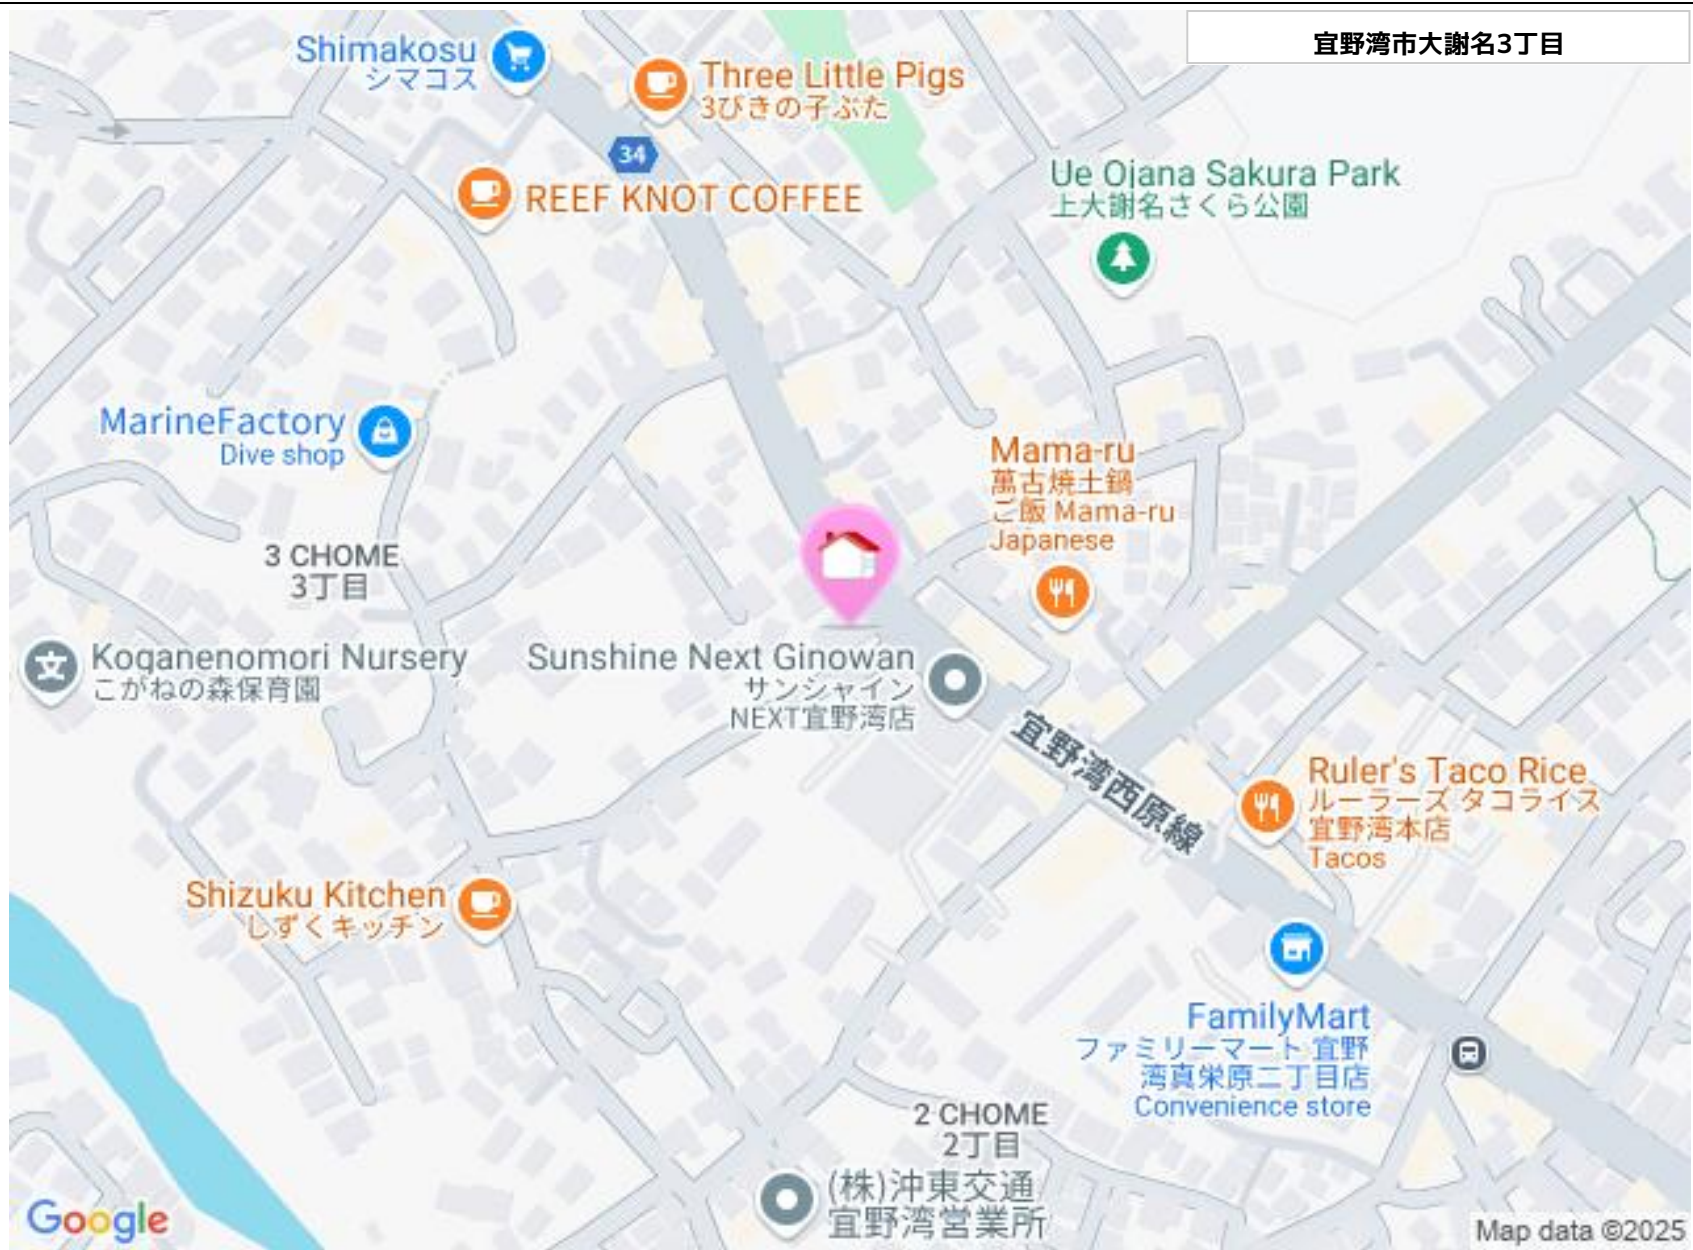 宜野湾市大謝名3丁目
Shimakosu
シマコス
Three Little Pigs
3びきの子ぶた
34
REEF KNOT COFFEE
Ue Ojana Sakura Park
上大謝名さくら公園
MarineFactory
Dive shop
Mama-ru
萬古焼土鍋
ご飯 Mama-ru
Japanese
3 CHOME
3丁目
Koganenomori Nursery
こがねの森保育園
Sunshine Next Ginowan
サンシャイン
NEXT宜野湾店
宜野湾西原線
Ruler's Taco Rice
ルーラーズ タコライス
宜野湾本店
Tacos
Shizuku Kitchen
しずくキッチン
FamilyMart
ファミリーマート 宜野
湾真栄原二丁目店
Convenience store
2 CHOME
2丁目
(株)沖東交通
宜野湾営業所
Google
Map data ©2025